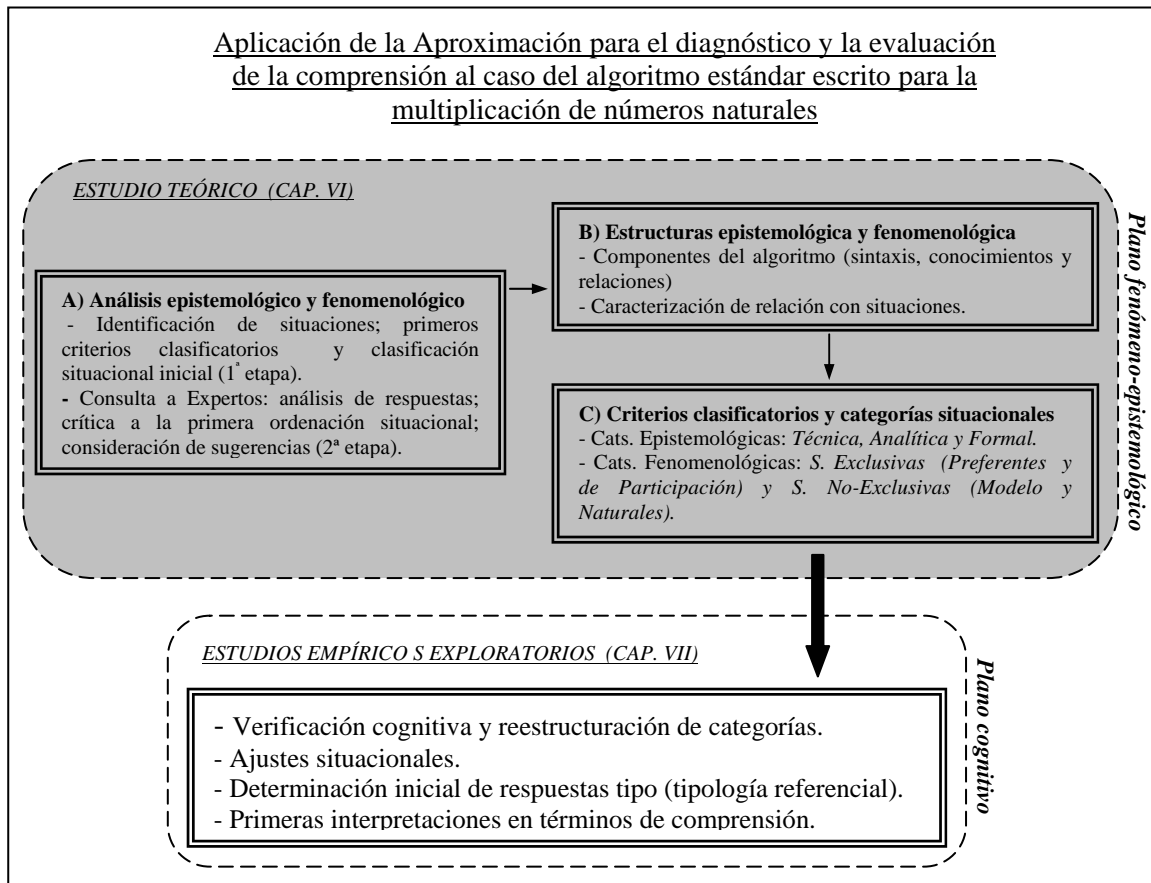 Aplicación de la Aproximación para el diagnóstico y la evaluación
de la comprensión al caso del algoritmo estándar escrito para la
multiplicación de números naturales
ESTUDIO TEÓRICO (CAP. VI)
A) Análisis epistemológico y fenomenológico
- Identificación de situaciones; primeros
criterios clasificatorios y clasificación
situacional inicial (1ª etapa).
- Consulta a Expertos: análisis de respuestas;
crítica a la primera ordenación situacional;
consideración de sugerencias (2ª etapa).
B) Estructuras epistemológica y fenomenológica
- Componentes del algoritmo (sintaxis, conocimientos y
relaciones)
- Caracterización de relación con situaciones.
C) Criterios clasificatorios y categorías situacionales
- Cats. Epistemológicas: Técnica, Analítica y Formal.
- Cats. Fenomenológicas: S. Exclusivas (Preferentes y
de Participación) y S. No-Exclusivas (Modelo y
Naturales).
Plano fenómeno-epistemológico
ESTUDIOS EMPÍRICO S EXPLORATORIOS (CAP. VII)
- Verificación cognitiva y reestructuración de categorías.
- Ajustes situacionales.
- Determinación inicial de respuestas tipo (tipología referencial).
- Primeras interpretaciones en términos de comprensión.
Plano cognitivo